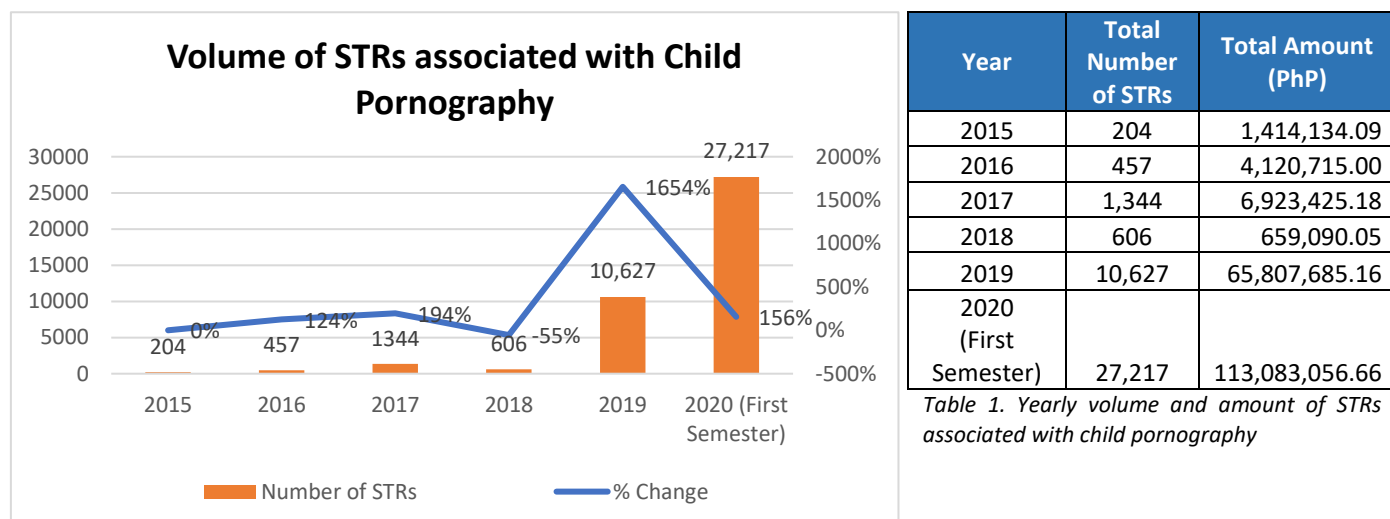 Volume of STRs associated with Child
Pornography
30000
25000
20000
15000
10000
5000
0
2000%
1500%
1000%
500%
0%
-500%
204
457
1344
606
10,627
27,217
0%
124%
194%
-55%
1654%
156%
2015
2016
2017
2018
2019
2020 (First
Semester)
Number of STRs
% Change
Year
Total
Number
of STRs
Total Amount
(PhP)
2015 204 1,414,134.09
2016 457 4,120,715.00
2017 1,344 6,923,425.18
2018 606 659,090.05
2019 10,627 65,807,685.16
2020
(First
Semester) 27,217 113,083,056.66
Table 1. Yearly volume and amount of STRs
associated with child pornography